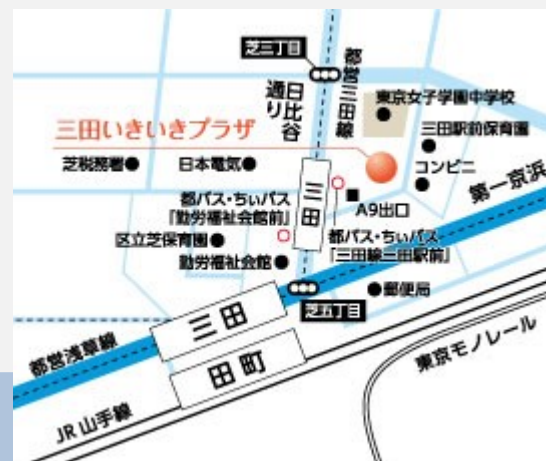 芝三丁目
都営三田線
日比谷
通り
東京女子学園中学校
三田いきいきプラザ
三田駅前保育園
芝税務署
日本電気
コンビニ
第一京浜
三田
A9出口
都バス・ちぃバス
「勤労福祉会館前」
都バス・ちぃバス
「三田線三田駅前」
区立芝保育園
勤労福祉会館
芝五丁目
郵便局
三田
田町
都営浅草線
東京モノレール
JR山手線